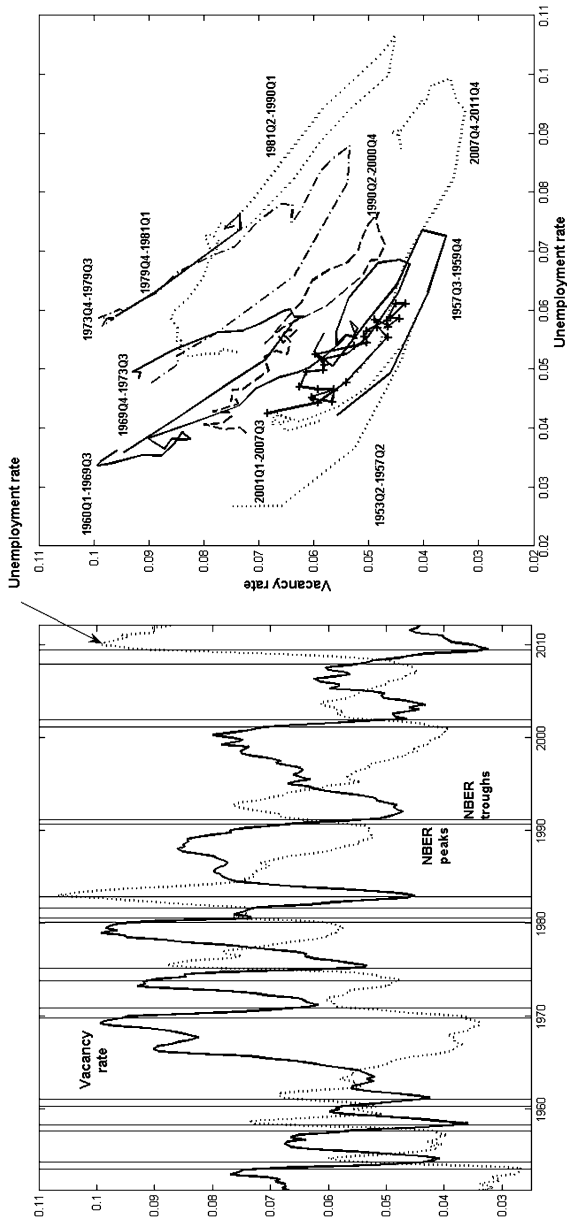 Unemployment rate
0.11
0.1
0.09
0.08
0.07
0.06
0.05
0.04
0.03
Vacancy
rate
NBER
peaks
NBER
troughs
1960
1970
1980
1990
2000
2010
0.11
0.1
0.09
0.08
0.07
0.06
0.05
0.04
0.03
0.02
Vacancy rate
1960Q1-1969Q3
1969Q4-1973Q3
1973Q4-1979Q3
1979Q4-1981Q1
1981Q2-1990Q1
1990Q2-2000Q4
2001Q1-2007Q3
1953Q2-1957Q2
1957Q3-1959Q4
2007Q4-2011Q4
0.02
0.03
0.04
0.05
0.06
0.07
0.08
0.09
0.1
0.11
Unemployment rate